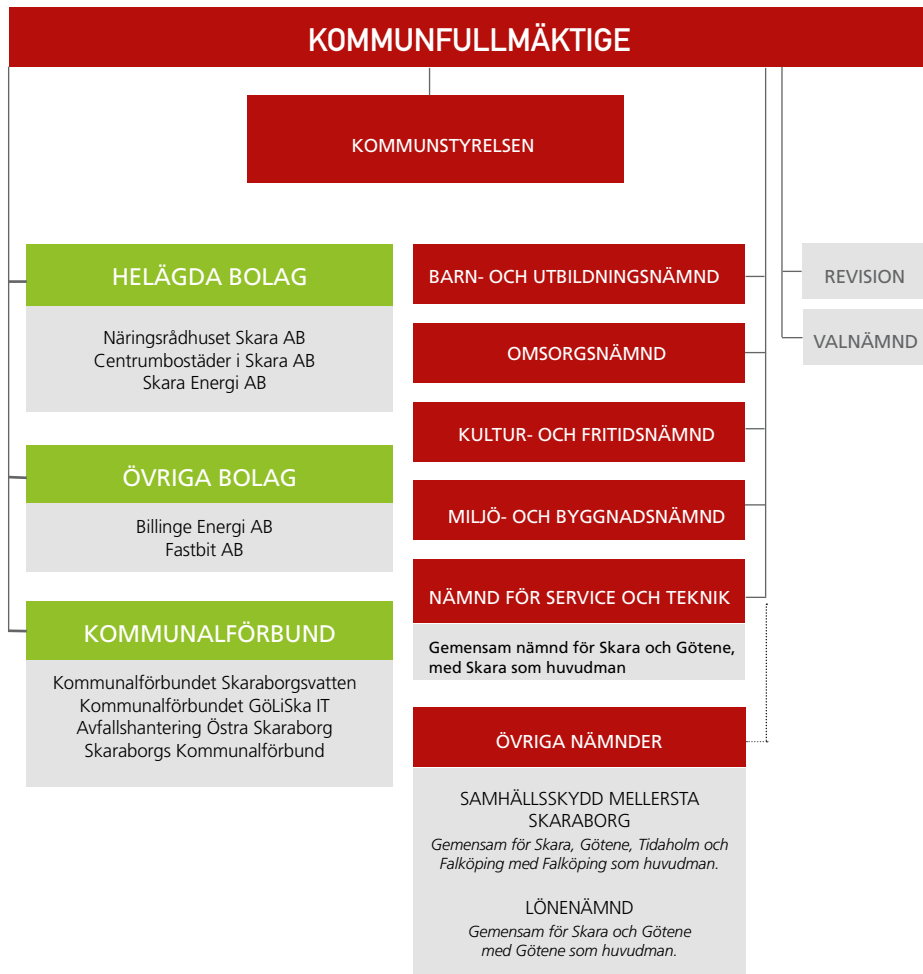 KOMMUNFULLMÄKTIGE
KOMMUNSTYRELSEN
HELÄGDA BOLAG
Näringsrådhuset Skara AB
Centrumbostäder i Skara AB
Skara Energi AB
ÖVRIGA BOLAG
Billinge Energi AB
Fastbit AB
KOMMUNALFÖRBUND
Kommunalförbundet Skaraborgsvatten
Kommunalförbundet GöLiSka IT
Avfallshantering Östra Skaraborg
Skaraborgs Kommunalförbund
BARN- OCH UTBILDNINGSNÄMND
OMSORGSNÄMND
KULTUR- OCH FRITIDSNÄMND
MILJÖ- OCH BYGGNADSNÄMND
NÄMND FÖR SERVICE OCH TEKNIK
Gemensam nämnd för Skara och Götene,
med Skara som huvudman
ÖVRIGA NÄMNDER
SAMHÄLLSSKYDD MELLERSTA
SKARABORG
Gemensam för Skara, Götene, Tidaholm och
Falköping med Falköping som huvudman.
LÖNENÄMND
Gemensam för Skara och Götene
med Götene som huvudman.
REVISION
VALNÄMND